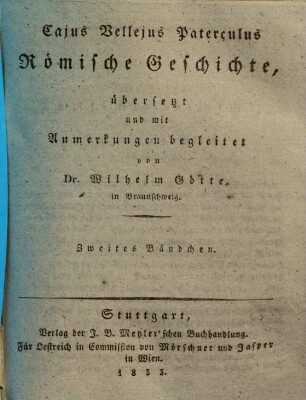 Cajus Vellejus Paterculus
Römische Geschichte,
übersetzt
und mit
Anmerkungen begleitet
von
Dr. Wilhelm Götte,
in Braunschweig.
Zweites Bändchen.
Stuttgart,
Verlag der J. B. Metzler'schen Buchhandlung.
Für Oestreich in Commission von Mörschner und Jasper
in Wien.
1833.